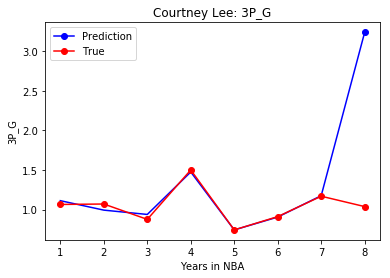 Courtney Lee: 3P_G
Prediction
True
3P_G
3.0
2.5
2.0
1.5
1.0
1 2 3 4 5 6 7 8
Years in NBA